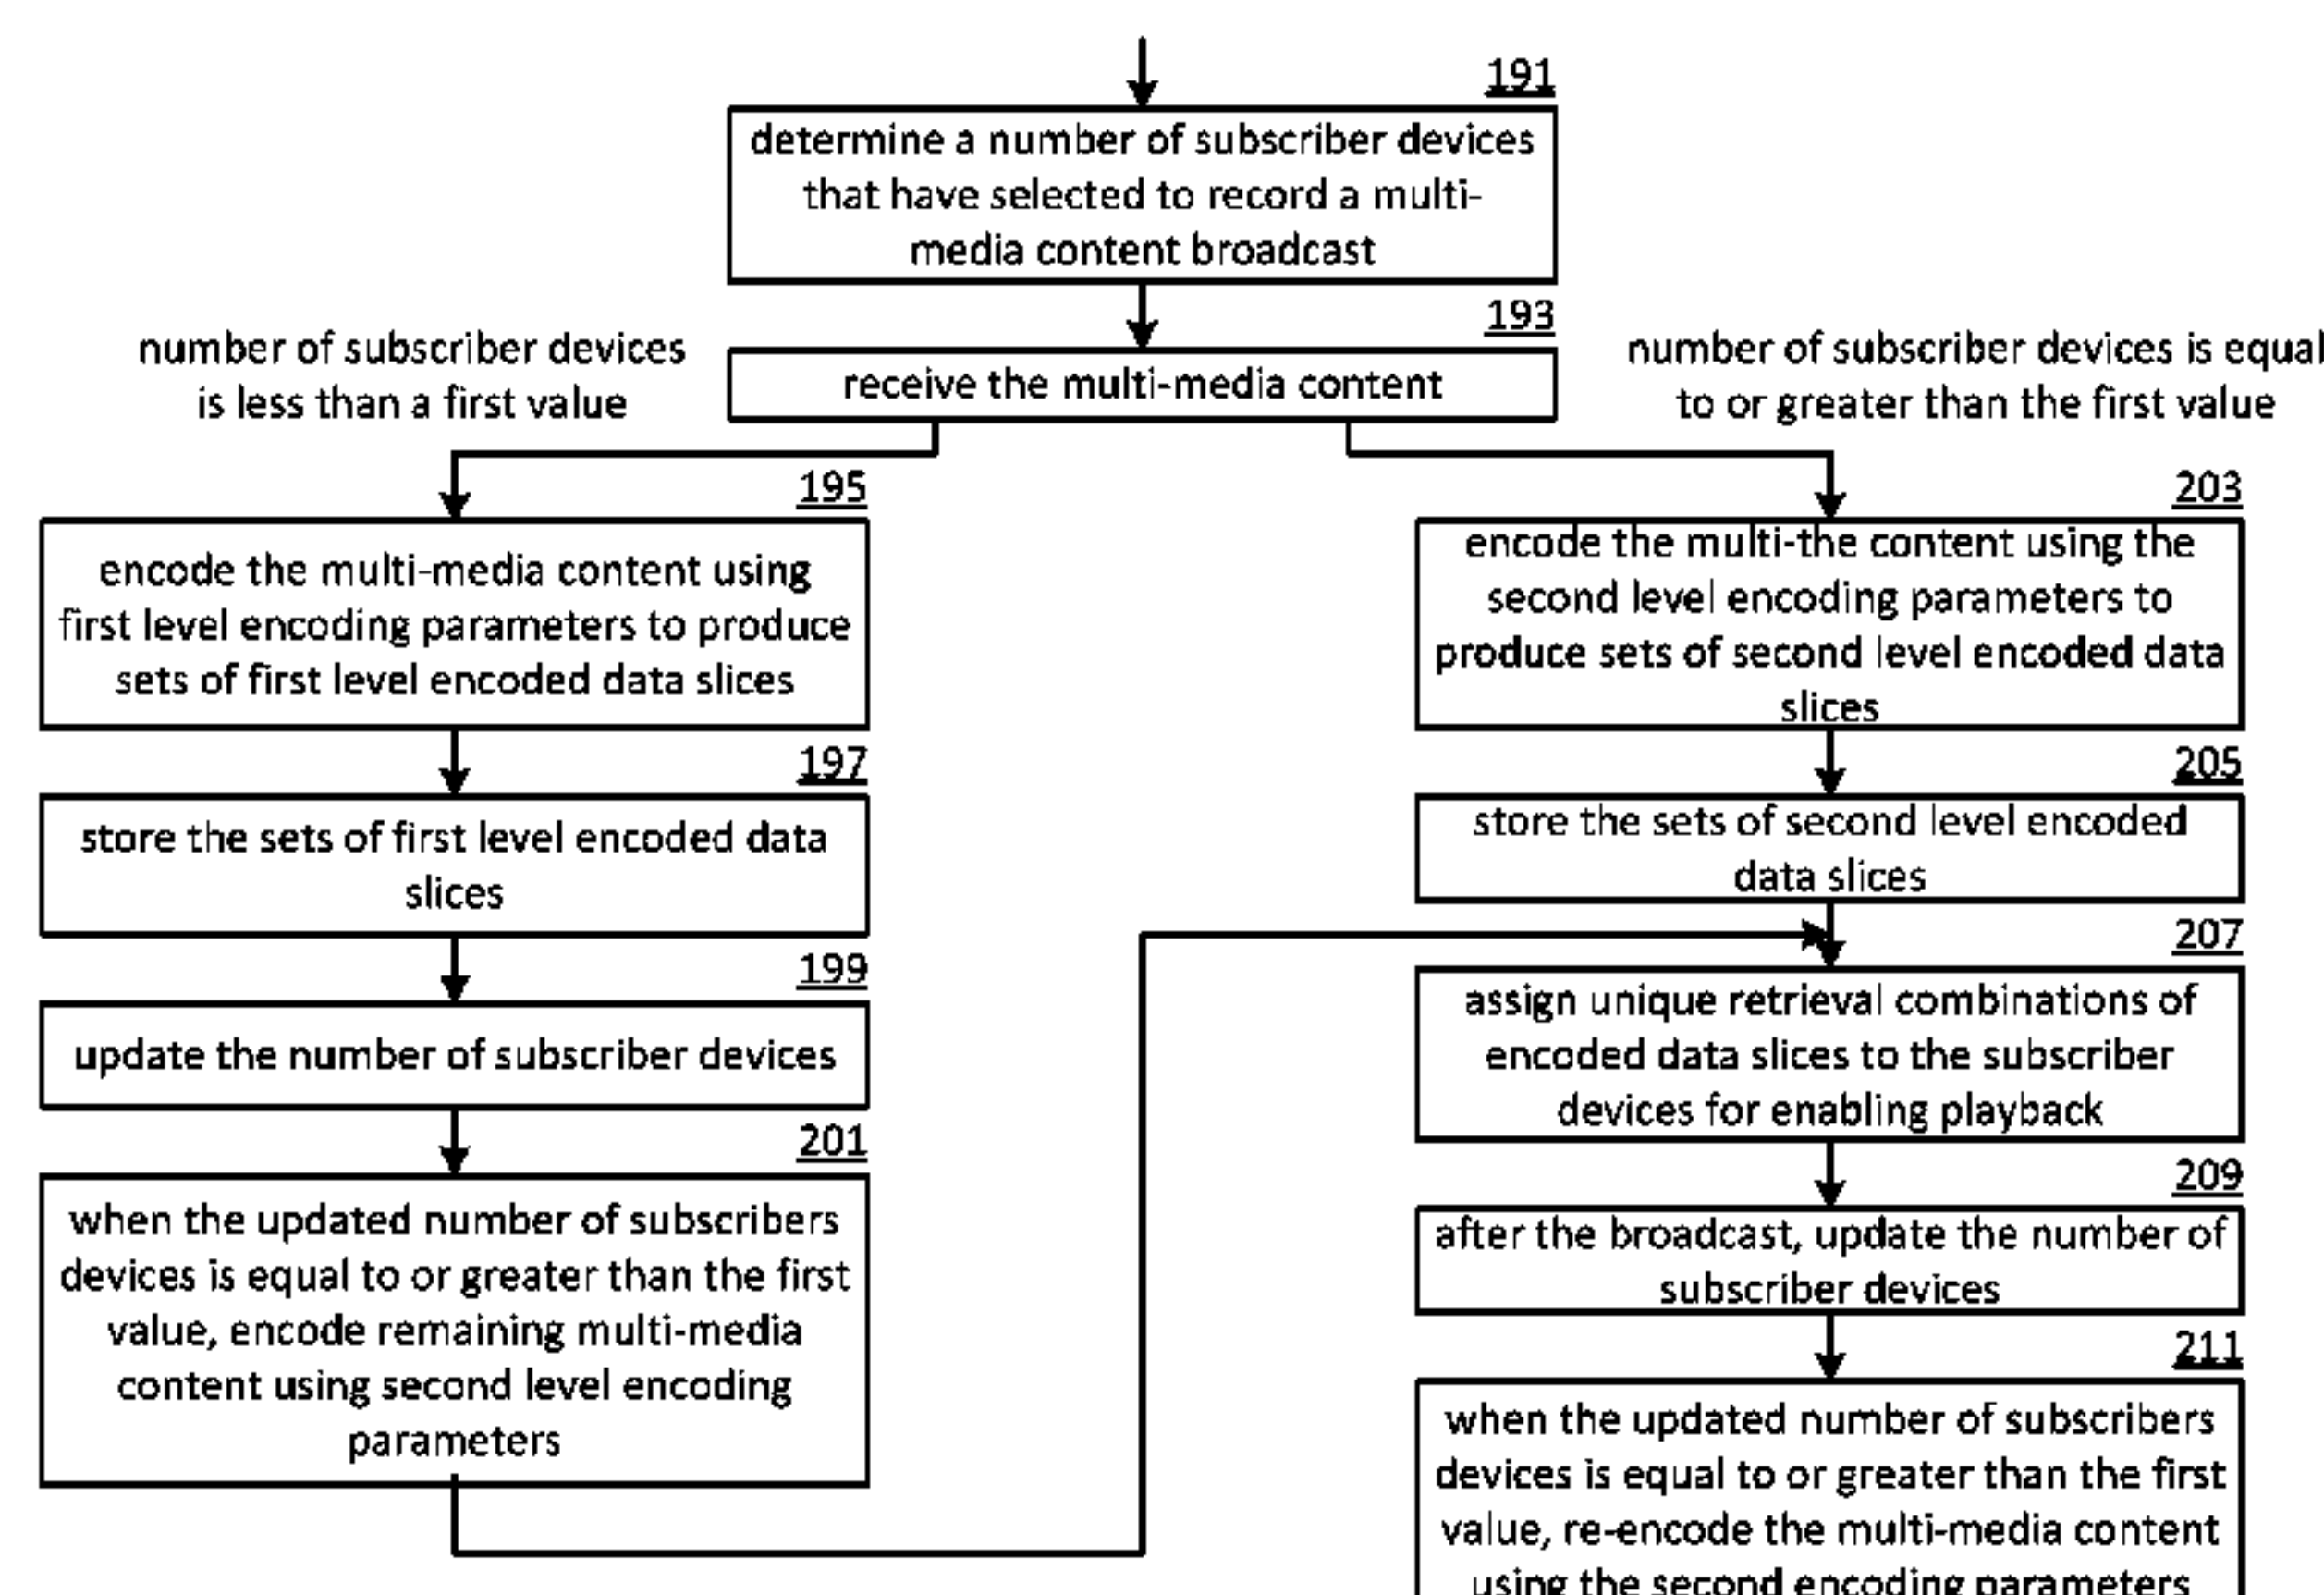 191
determine a number of subscriber devices
that have selected to record a multi-
media content broadcast
193
receive the multi-media content
number of subscriber devices
is less than a first value
number of subscriber devices is equal
to or greater than the first value
195
encode the multi-media content using
first level encoding parameters to produce
sets of first level encoded data slices
197
store the sets of first level encoded data
slices
199
update the number of subscriber devices
201
when the updated number of subscribers
devices is equal to or greater than the first
value, encode remaining multi-media
content using second level encoding
parameters
203
encode the multi-the content using the
second level encoding parameters to
produce sets of second level encoded data
slices
205
store the sets of second level encoded
data slices
207
assign unique retrieval combinations of
encoded data slices to the subscriber
devices for enabling playback
209
after the broadcast, update the number of
subscriber devices
211
when the updated number of subscribers
devices is equal to or greater than the first
value, re-encode the multi-media content
using the second encoding parameters